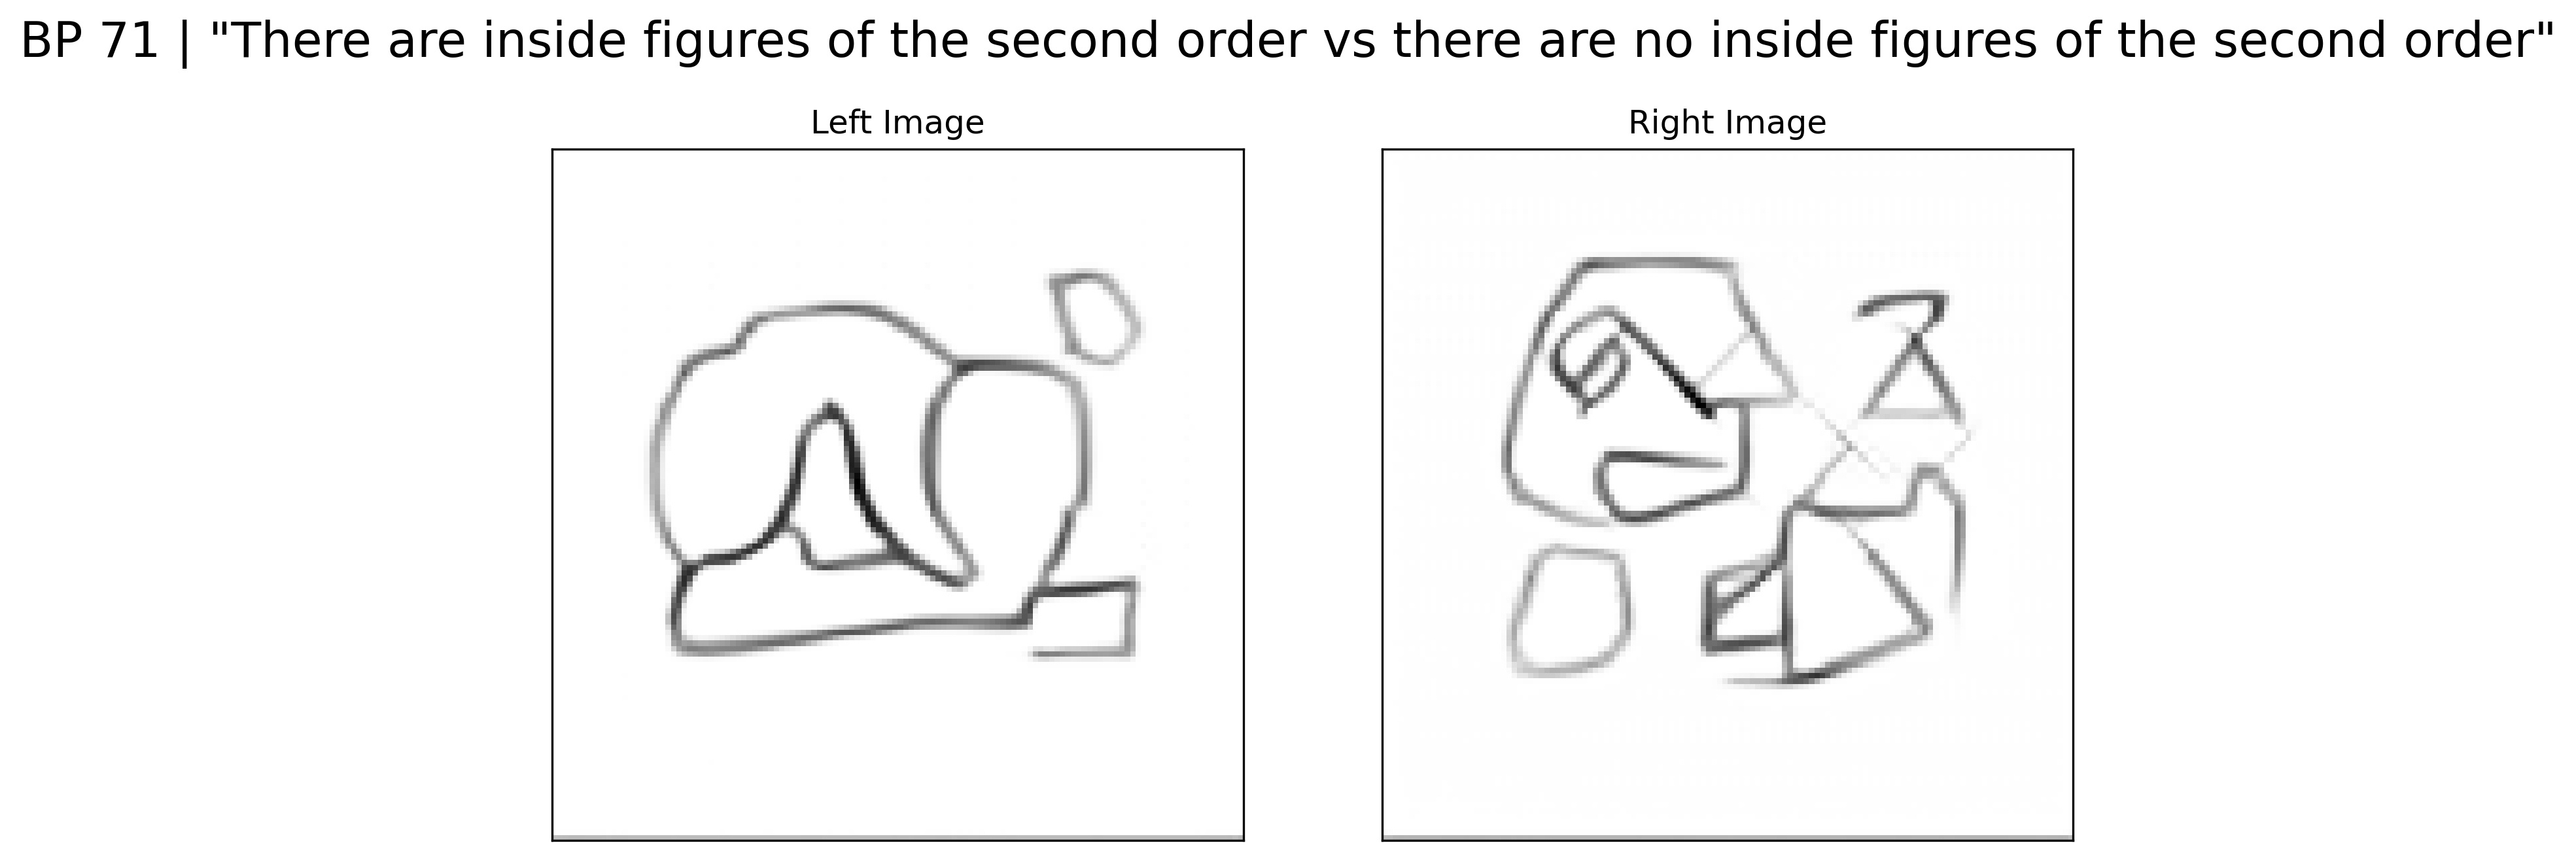 BP 71 | "There are inside figures of the second order vs there are no inside figures of the second order"
Left Image
Right Image